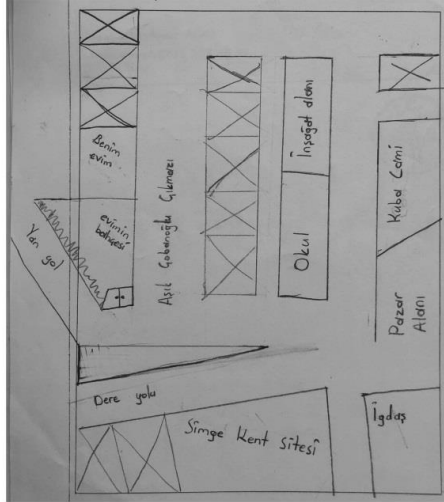 Benim
evim
evimin
bahçesi
Yan yol
Aşık Çobanoğlu Çıkmazı
Okul
İnşağat alanı
Kuba Cami
Pazar
Alanı
Dere yolu
Simge Kent Sitesi
İgdaş